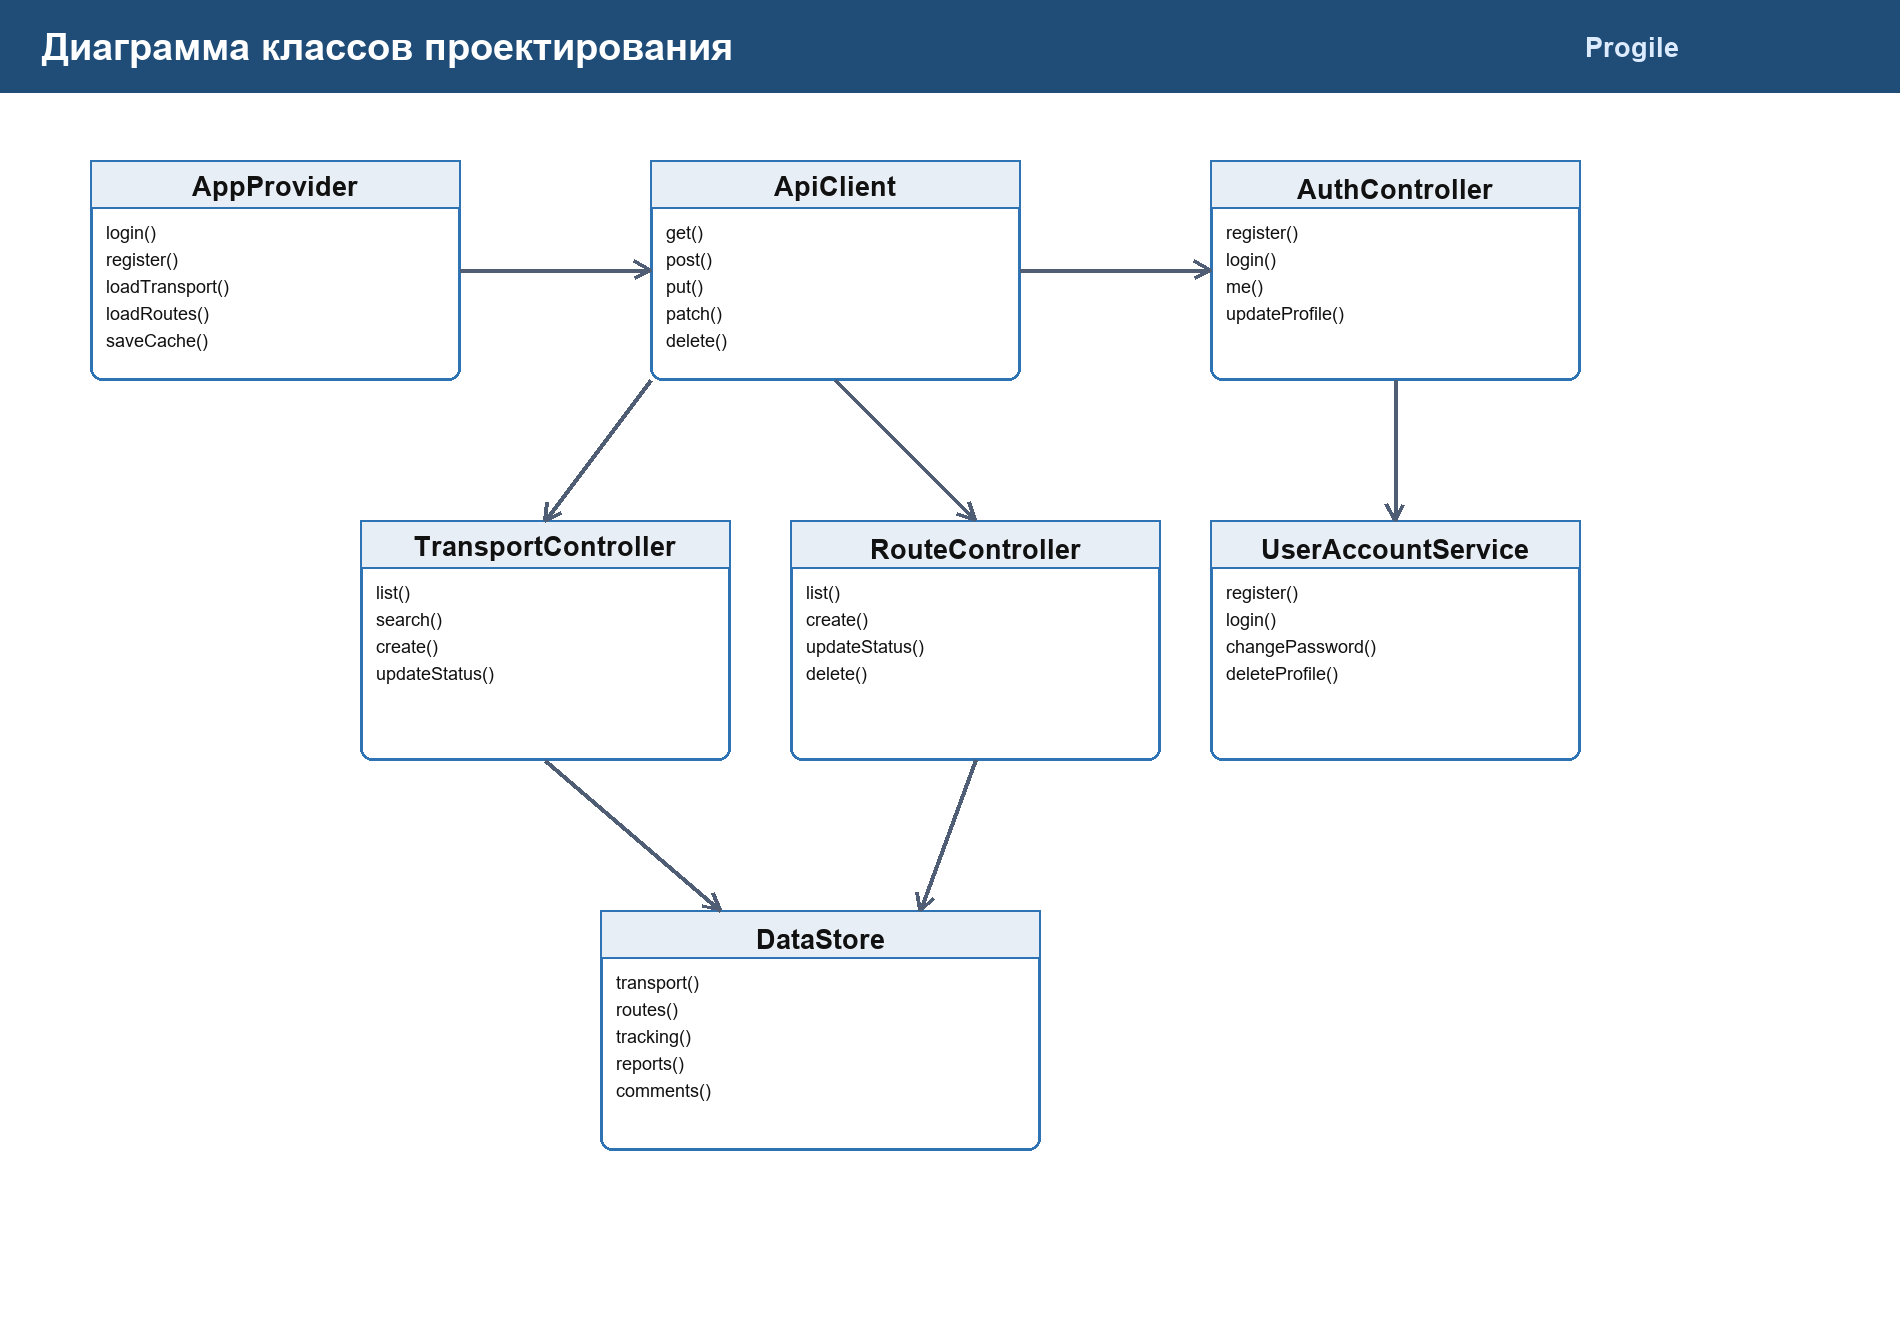 Диаграмма классов проектирования
Progile
AppProvider
login()
register()
loadTransport()
loadRoutes()
saveCache()
ApiClient
get()
post()
put()
patch()
delete()
AuthController
register()
login()
me()
updateProfile()
TransportController
list()
search()
create()
updateStatus()
RouteController
list()
create()
updateStatus()
delete()
UserAccountService
register()
login()
changePassword()
deleteProfile()
DataStore
transport()
routes()
tracking()
reports()
comments()